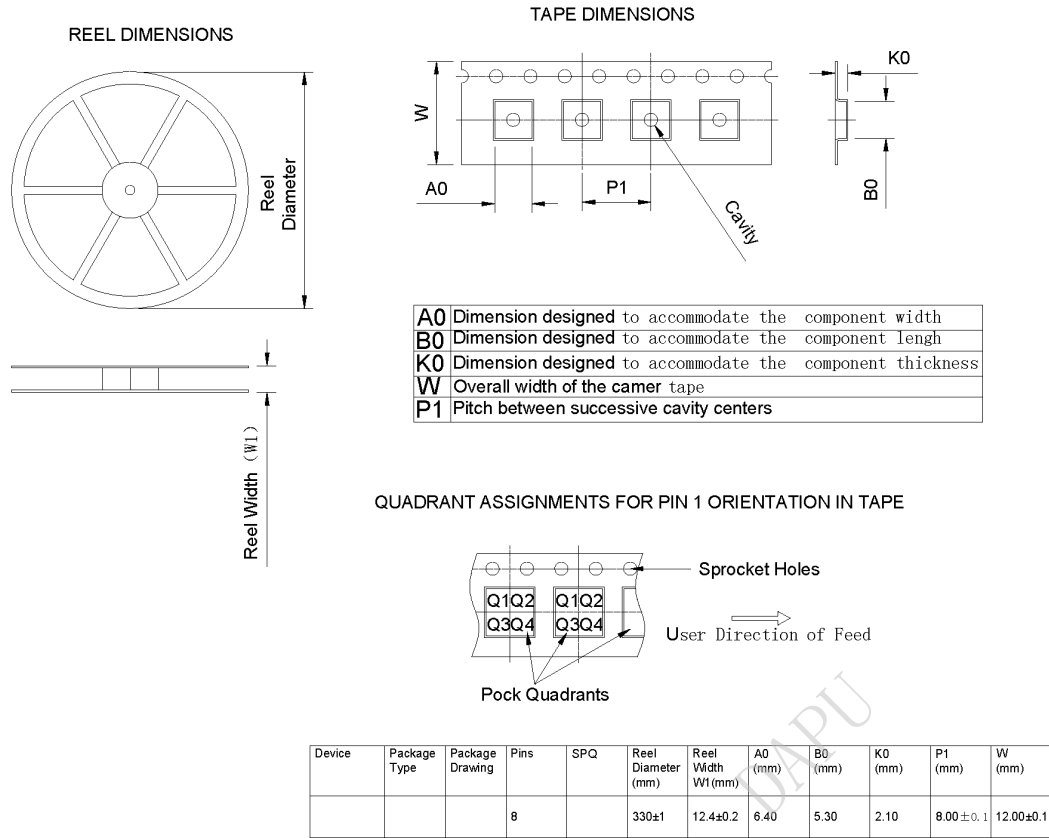 TAPE DIMENSIONS
REEL DIMENSIONS
K0
W
Reel
Diameter
A0
P1
B0
Cavity
A0 Dimension designed to accommodate the component width
B0 Dimension designed to accommodate the component lengh
K0 Dimension designed to accommodate the component thickness
W Overall width of the camer tape
P1 Pitch between successive cavity centers
Reel Width (W1)
QUADRANT ASSIGNMENTS FOR PIN 1 ORIENTATION IN TAPE
Sprocket Holes
Q1Q2 Q1Q2
Q3Q4 Q3Q4
User Direction of Feed
Pock Quadrants
DAPU
Device Package Type Package Drawing Pins SPQ Reel Diameter (mm) Reel Width W1(mm) A0 (mm) B0 (mm) K0 (mm) P1 (mm) W (mm)
8 330±1 12.4±0.2 6.40 5.30 2.10 8.00±0.1 12.00±0.1